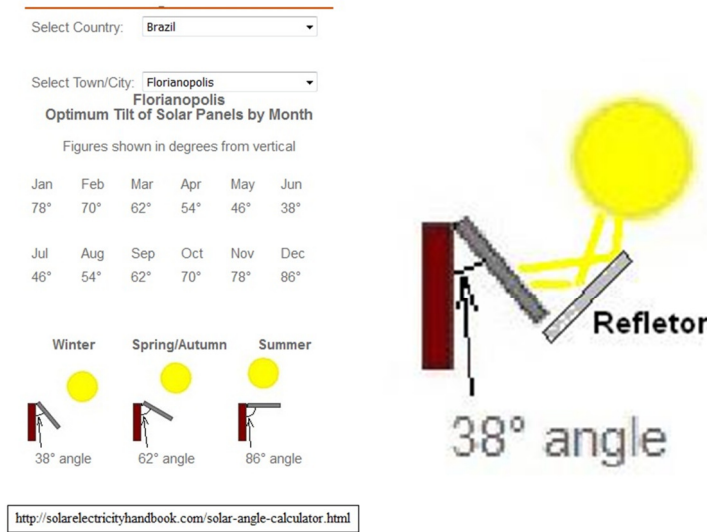 Select Country: Brazil
Select Town/City: Florianopolis
Florianopolis
Optimum Tilt of Solar Panels by Month
Figures shown in degrees from vertical
Jan Feb Mar Apr May Jun
78° 70° 62° 54° 46° 38°
Jul Aug Sep Oct Nov Dec
46° 54° 62° 70° 78° 86°
Winter Spring/Autumn Summer
38° angle 62° angle 86° angle
http://solarelectricityhandbook.com/solar-angle-calculator.html
Refletor
38° angle